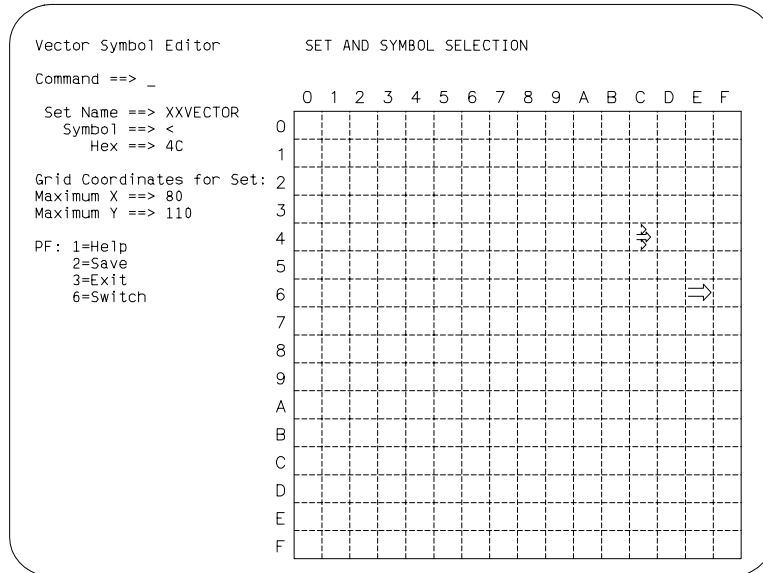 Vector Symbol Editor SET AND SYMBOL SELECTION
Command ==> _
0 1 2 3 4 5 6 7 8 9 A B C D E F
Set Name ==> XXVECTOR
Symbol ==> <
Hex ==> 4C
Grid Coordinates for Set:
Maximum X ==> 80
Maximum Y ==> 110
PF: 1=Help
2=Save
3=Exit
6=Switch
0
1
2
3
4
5
6
7
8
9
A
B
C
D
E
F